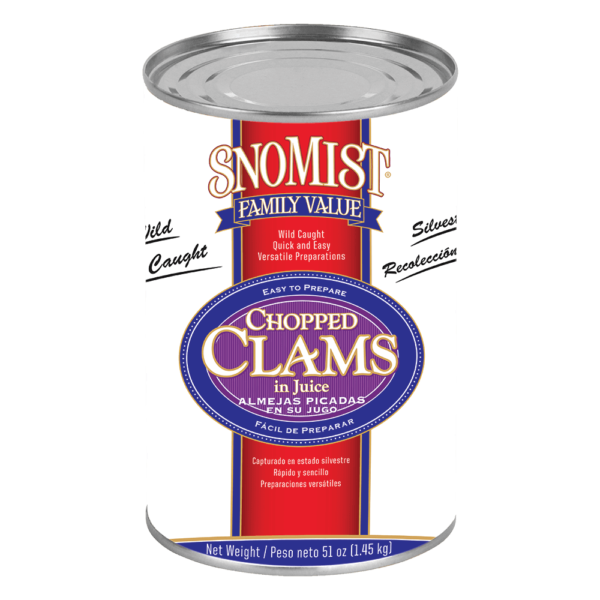 SNOMIST®
FAMILY VALUE
Wild Caught
Quick and Easy
Versatile Preparations
Wild
Caught
Silvest
Recolección
EASY TO PREPARE
CHOPPED
CLAMS
in Juice
ALMEJAS PICADAS
EN SU JUGO
FÁCIL DE PREPARAR
Capturado en estado silvestre
Rápido y sencillo
Preparaciones versátiles
Net Weight / Peso neto 51 oz (1.45 kg)